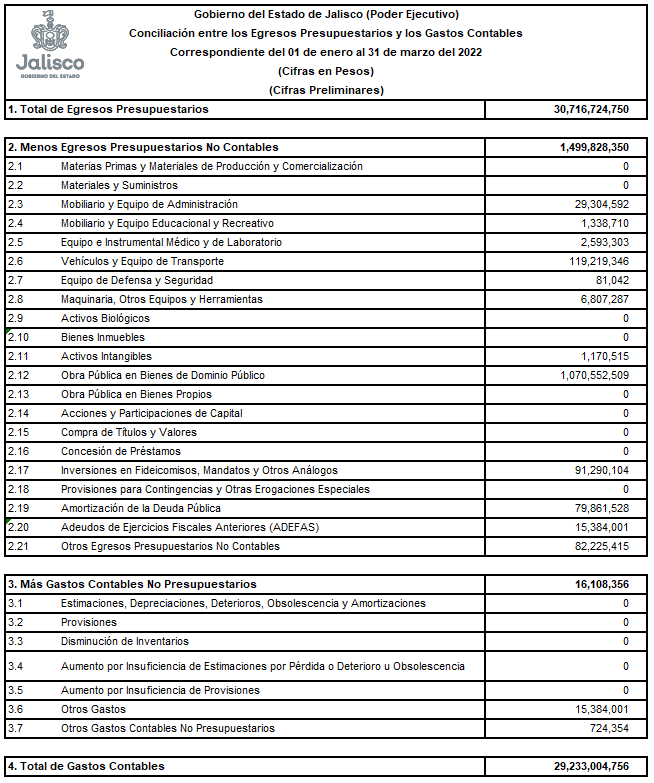 Jalisco
GOBIERNO DEL ESTADO
Gobierno del Estado de Jalisco (Poder Ejecutivo)
Conciliación entre los Egresos Presupuestarios y los Gastos Contables
Correspondiente del 01 de enero al 31 de marzo del 2022
(Cifras en Pesos)
(Cifras Preliminares)
1. Total de Egresos Presupuestarios 30,716,724,750
2. Menos Egresos Presupuestarios No Contables 1,499,828,350
2.1 Materias Primas y Materiales de Producción y Comercialización 0
2.2 Materiales y Suministros 0
2.3 Mobiliario y Equipo de Administración 29,304,592
2.4 Mobiliario y Equipo Educacional y Recreativo 1,338,710
2.5 Equipo e Instrumental Médico y de Laboratorio 2,593,303
2.6 Vehículos y Equipo de Transporte 119,219,346
2.7 Equipo de Defensa y Seguridad 81,042
2.8 Maquinaria, Otros Equipos y Herramientas 6,807,287
2.9 Activos Biológicos 0
2.10 Bienes Inmuebles 0
2.11 Activos Intangibles 1,170,515
2.12 Obra Pública en Bienes de Dominio Público 1,070,552,509
2.13 Obra Pública en Bienes Propios 0
2.14 Acciones y Participaciones de Capital 0
2.15 Compra de Títulos y Valores 0
2.16 Concesión de Préstamos 0
2.17 Inversiones en Fideicomisos, Mandatos y Otros Análogos 91,290,104
2.18 Provisiones para Contingencias y Otras Erogaciones Especiales 0
2.19 Amortización de la Deuda Pública 79,861,528
2.20 Adeudos de Ejercicios Fiscales Anteriores (ADEFAS) 15,384,001
2.21 Otros Egresos Presupuestarios No Contables 82,225,415
3. Más Gastos Contables No Presupuestarios 16,108,356
3.1 Estimaciones, Depreciaciones, Deterioros, Obsolescencia y Amortizaciones 0
3.2 Provisiones 0
3.3 Disminución de Inventarios 0
3.4 Aumento por Insuficiencia de Estimaciones por Pérdida o Deterioro u Obsolescencia 0
3.5 Aumento por Insuficiencia de Provisiones 0
3.6 Otros Gastos 15,384,001
3.7 Otros Gastos Contables No Presupuestarios 724,354
4. Total de Gastos Contables 29,233,004,756